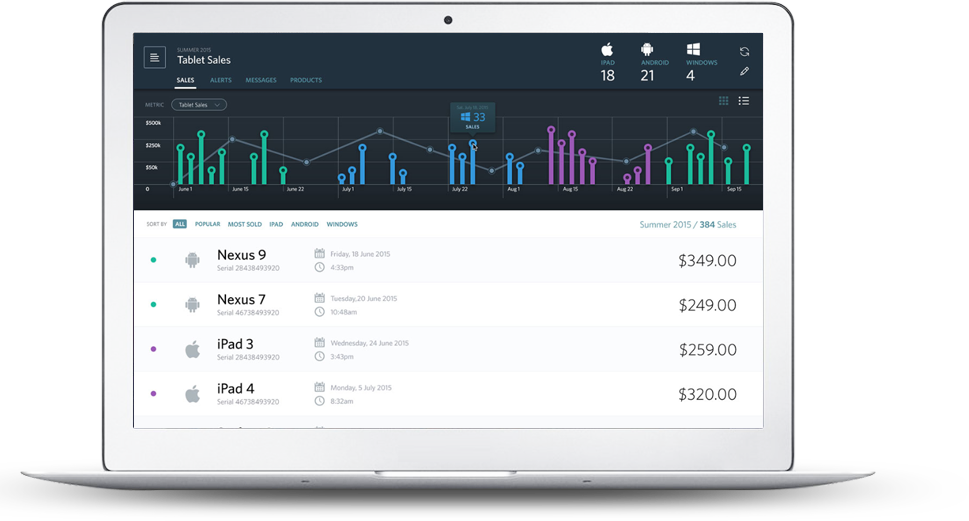 SUMMER 2015
Tablet Sales
SALES ALERTS MESSAGES PRODUCTS
IPAD ANDROID WINDOWS
18 21 4
METRIC Tablet Sales
33
SALES
$500k
$250k
$50k
0
June 1 June 15 June 22 July 1 July 15 July 22 Aug 1 Aug 15 Aug 22 Sep 1 Sep 15
SORT BY ALL POPULAR MOST SOLD IPAD ANDROID WINDOWS Summer 2015 / 384 Sales
Nexus 9 Friday, 18 June 2015 $349.00
Serial 28438493920 4:33pm
Nexus 7 Tuesday,20 June 2015 $249.00
Serial 46738493920 10:48am
iPad 3 Wednesday, 24 June 2015 $259.00
Serial 28438493920 3:43pm
iPad 4 Monday, 5 July 2015 $320.00
Serial 46738493920 8:32am